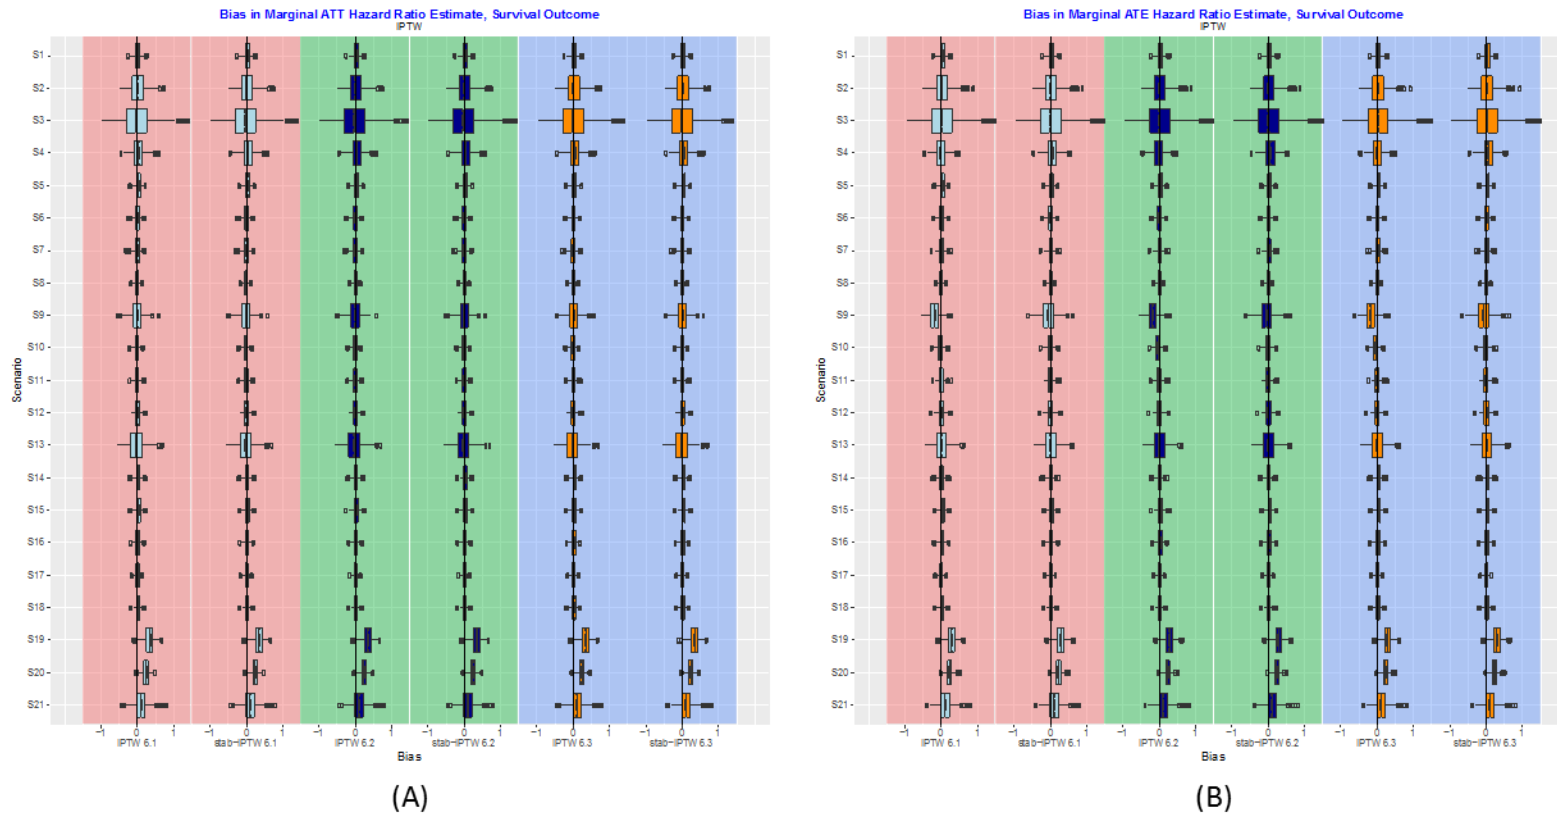 Bias in Marginal ATT Hazard Ratio Estimate, Survival Outcome
IPTW
Scenario
S1
S2
S3
S4
S5
S6
S7
S8
S9
S10
S11
S12
S13
S14
S15
S16
S17
S18
S19
S20
S21
−1 0 1 −1 0 1 −1 0 1 −1 0 1 −1 0 1 −1 0 1
IPTW 6.1 stab−IPTW 6.1 IPTW 6.2 stab−IPTW 6.2 IPTW 6.3 stab−IPTW 6.3
Bias
(A)
Bias in Marginal ATE Hazard Ratio Estimate, Survival Outcome
IPTW
Scenario
S1
S2
S3
S4
S5
S6
S7
S8
S9
S10
S11
S12
S13
S14
S15
S16
S17
S18
S19
S20
S21
−1 0 1 −1 0 1 −1 0 1 −1 0 1 −1 0 1 −1 0 1
IPTW 6.1 stab−IPTW 6.1 IPTW 6.2 stab−IPTW 6.2 IPTW 6.3 stab−IPTW 6.3
Bias
(B)